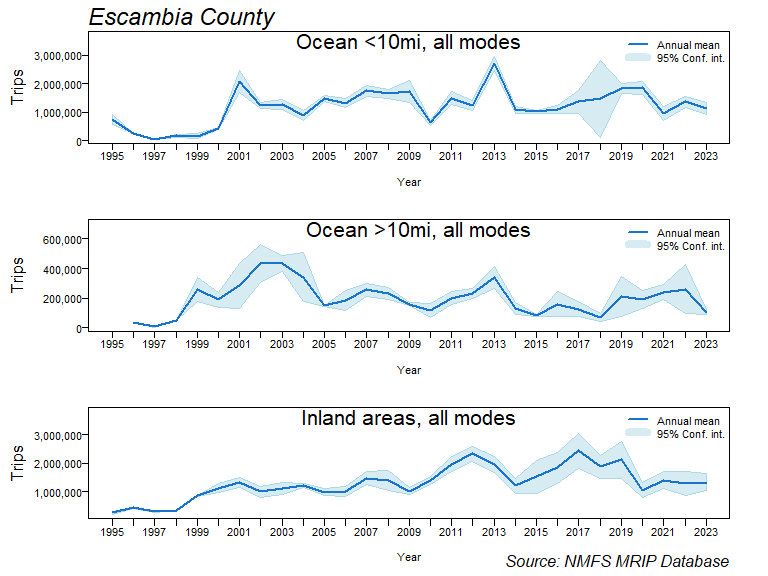 Escambia County
Ocean <10mi, all modes
Annual mean
95% Conf. int.
Trips
3,000,000
2,000,000
1,000,000
0
1995 1997 1999 2001 2003 2005 2007 2009 2011 2013 2015 2017 2019 2021 2023
Year
Ocean >10mi, all modes
Annual mean
95% Conf. int.
Trips
600,000
400,000
200,000
0
1995 1997 1999 2001 2003 2005 2007 2009 2011 2013 2015 2017 2019 2021 2023
Year
Inland areas, all modes
Annual mean
95% Conf. int.
Trips
3,000,000
2,000,000
1,000,000
1995 1997 1999 2001 2003 2005 2007 2009 2011 2013 2015 2017 2019 2021 2023
Year
Source: NMFS MRIP Database